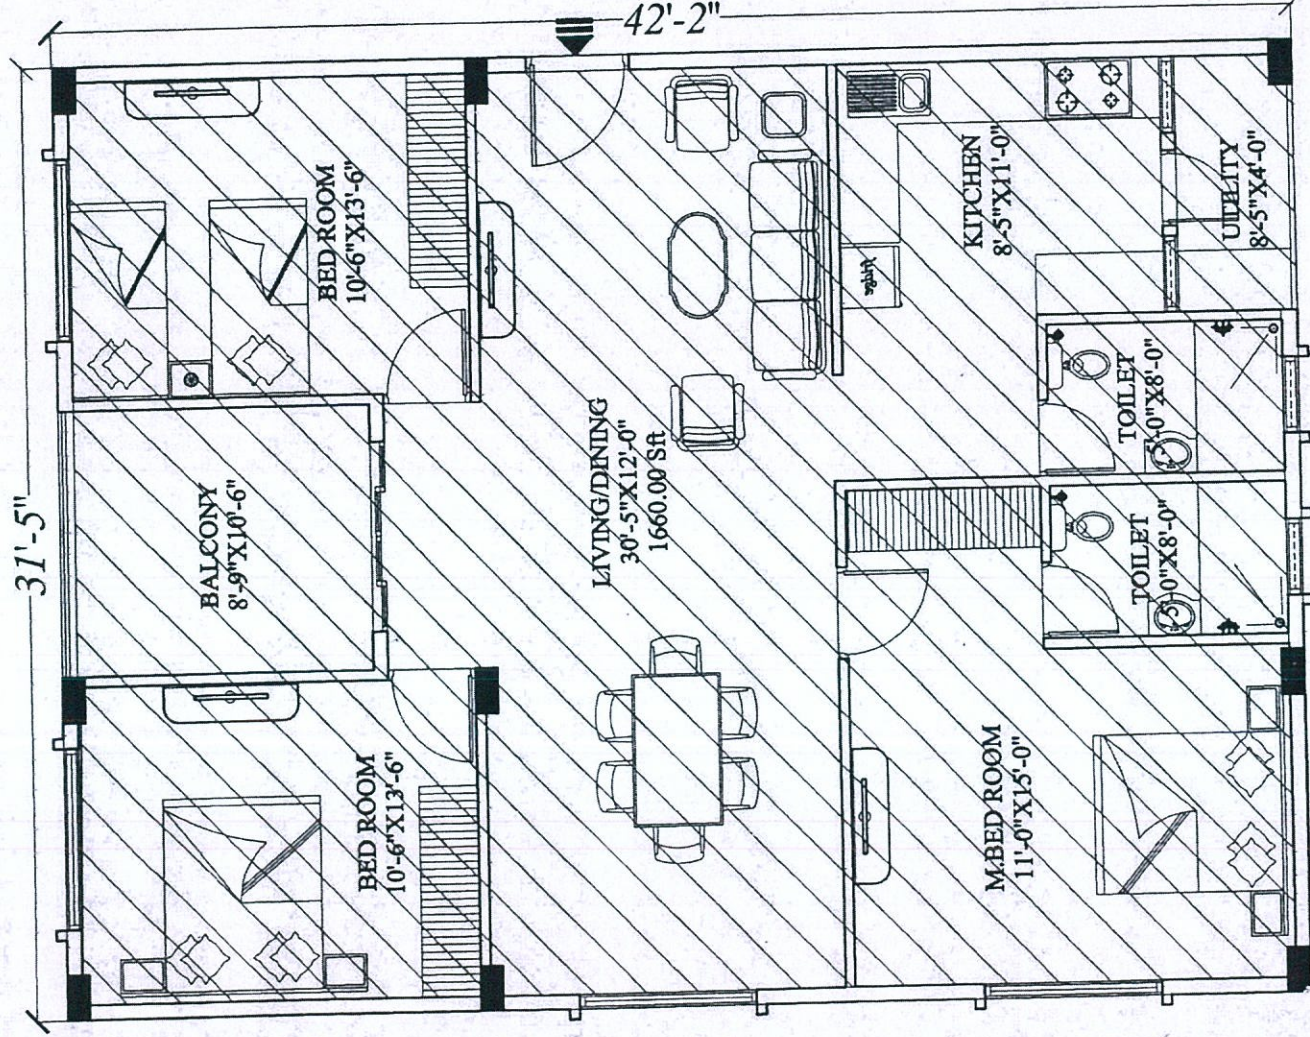 42'-2"
31'-5"
BED ROOM
10'-6"X13'-6"
BALCONY
8'-9"X10'-6"
BED ROOM
10'-6"X13'-6"
LIVING/DINING
30'-5"X12'-0"
1660.00 Sft
KITCHEN
8'-5"X11'-0"
fridge
UIDLITY
8'-5"X4'-0"
TOILET
5'-0"X8'-0"
TOILET
5'-0"X8'-0"
M.BED ROOM
11'-0"X15'-0"